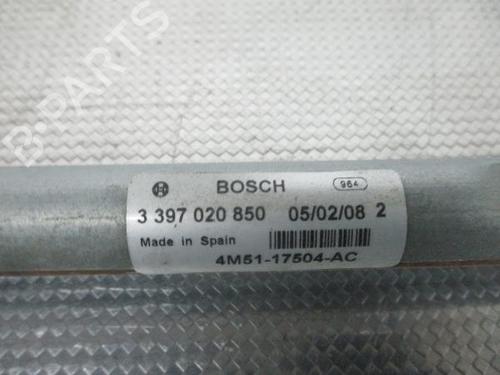 B-PARTS
BOSCH 964
3 397 020 850 05/02/08 2
Made in Spain
4M51-17504-AC